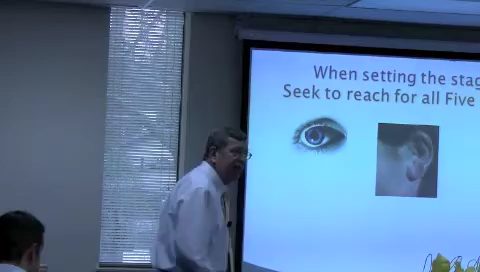 When setting the stag
Seek to reach for all Five